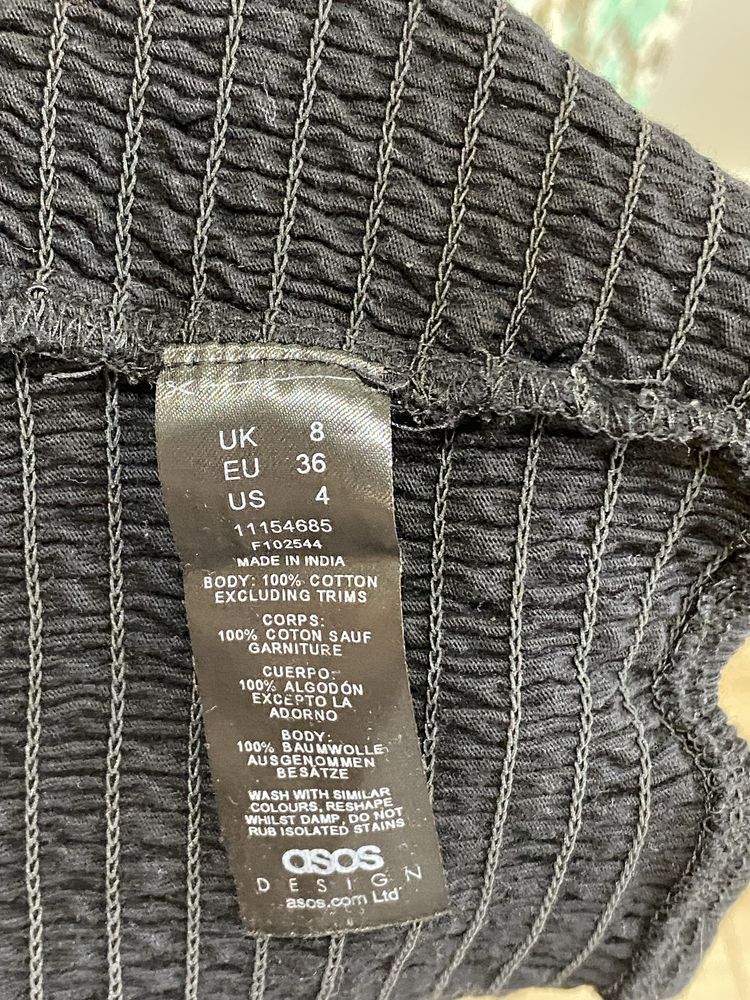 UK 8
EU 36
US 4
11154685
F102544
MADE IN INDIA
BODY: 100% COTTON
EXCLUDING TRIMS
CORPS:
100% COTON SAUF
GARNITURE
CUERPO:
100% ALGODÓN
EXCEPTO LA
ADORNO
BODY:
100% BAUMWOLLE
AUSGENOMMEN
BESÄTZE
WASH WITH SIMILAR
COLOURS, RESHAPE
WHILST DAMP, DO NOT
RUB ISOLATED STAINS
asos
DESIGN
asos.com Ltd